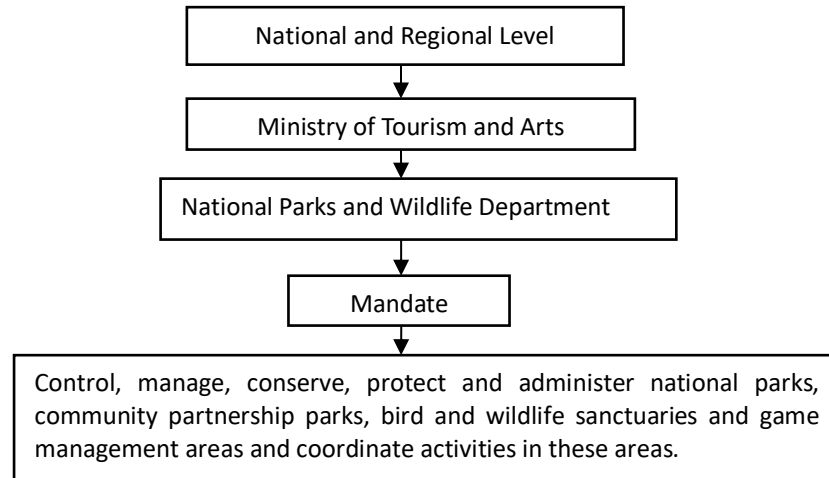 National and Regional Level
Ministry of Tourism and Arts
National Parks and Wildlife Department
Mandate
Control, manage, conserve, protect and administer national parks,
community partnership parks, bird and wildlife sanctuaries and game
management areas and coordinate activities in these areas.